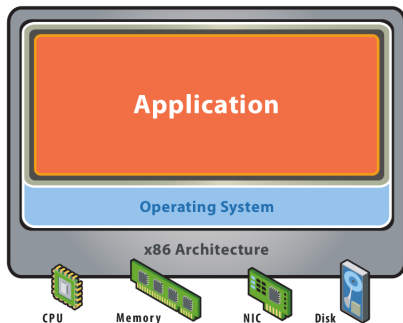 Application
Operating System
x86 Architecture
CPU Memory NIC Disk